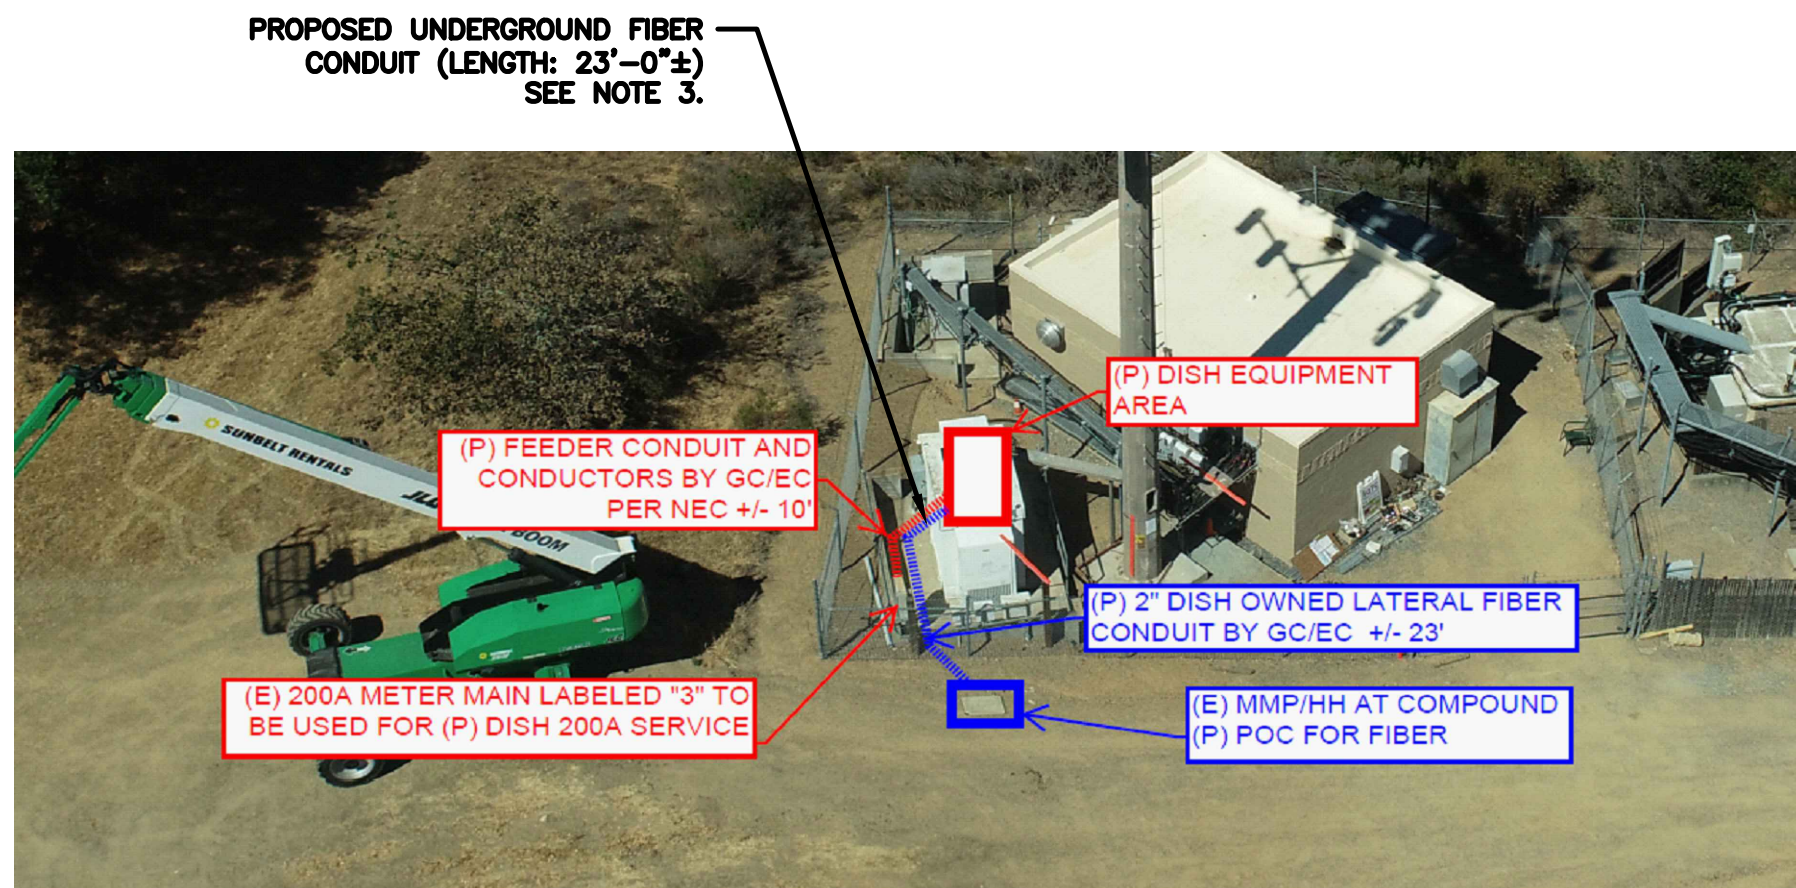 PROPOSED UNDERGROUND FIBER
CONDUIT (LENGTH: 23'-0"±)
SEE NOTE 3.
(P) DISH EQUIPMENT
AREA
SUNBELT RENTALS
(P) FEEDER CONDUIT AND
CONDUCTORS BY GC/EC
PER NEC +/- 10'
BOOM
(P) 2" DISH OWNED LATERAL FIBER
CONDUIT BY GC/EC +/- 23'
(E) 200A METER MAIN LABELED "3" TO
BE USED FOR (P) DISH 200A SERVICE
(E) MMP/HH AT COMPOUND
(P) POC FOR FIBER